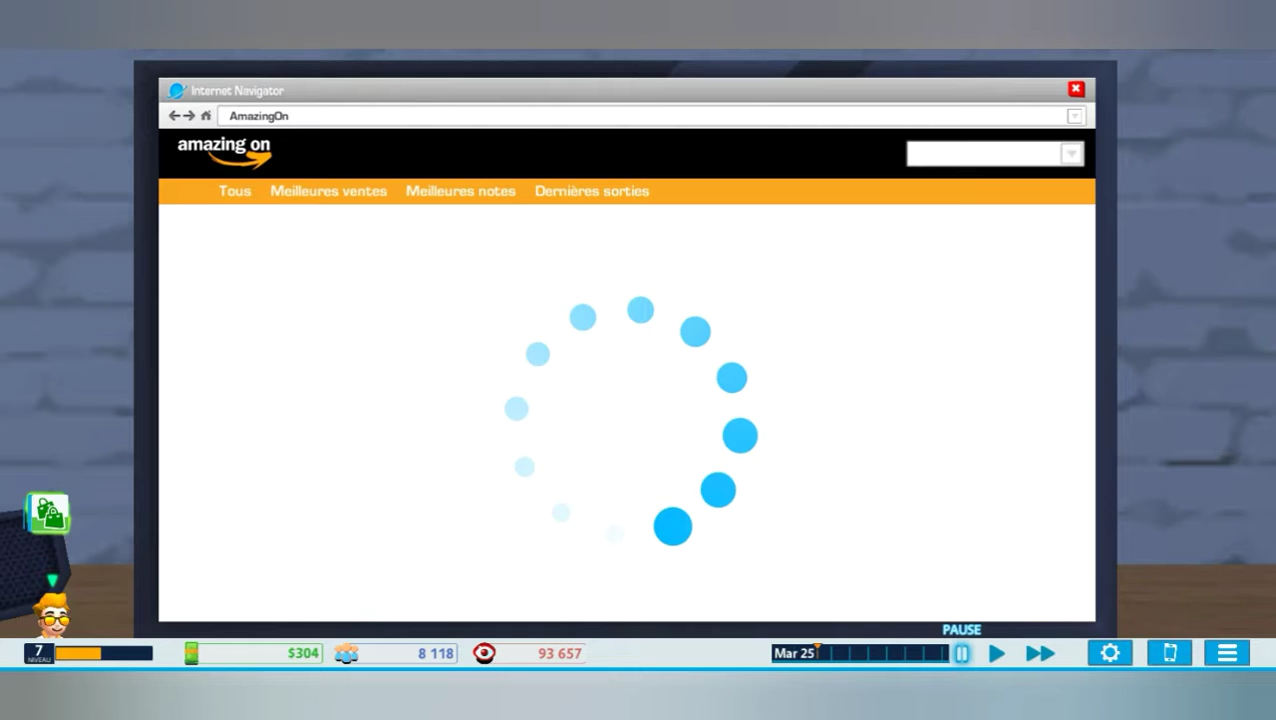 Internet Navigator
AmazingOn
amazing on
Tous Meilleures ventes Meilleures notes Dernières sorties
PAUSE
7 $304 8 118 93 657 Mar 25
NIVEAU